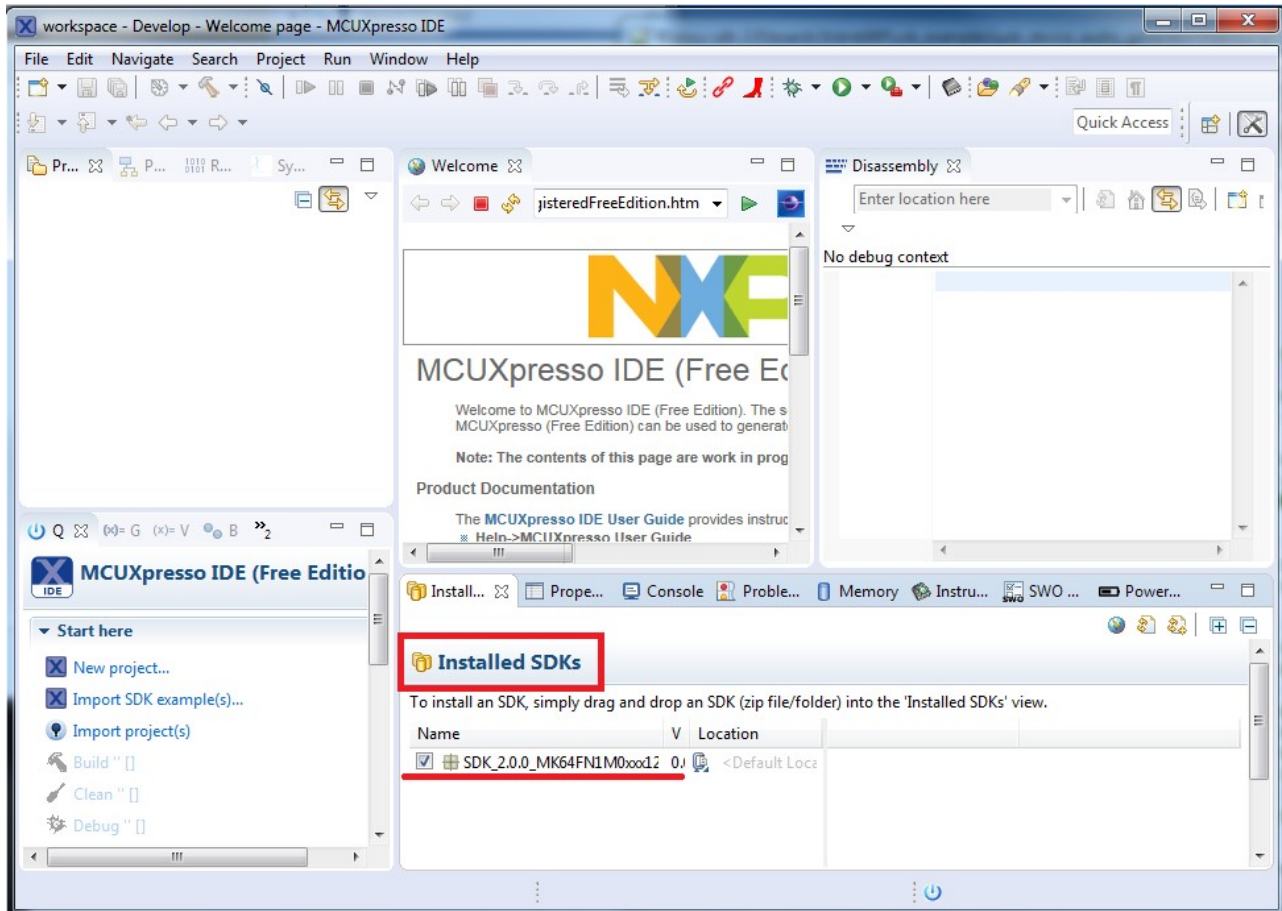 workspace - Develop - Welcome page - MCUXpresso IDE
File Edit Navigate Search Project Run Window Help
Quick Access
Pr... P... R... Sy...
Welcome
jisteredFreeEdition.htm
NXP
MCUXpresso IDE (Free Ed
Welcome to MCUXpresso IDE (Free Edition). The s
MCUXpresso (Free Edition) can be used to generat
Note: The contents of this page are work in prog
Product Documentation
The MCUXpresso IDE User Guide provides instruc
Help->MCUXpresso User Guide
Disassembly
Enter location here
No debug context
Q (x)= G (x)= V B »2
MCUXpresso IDE (Free Editio
IDE
Start here
New project...
Import SDK example(s)...
Import project(s)
Build '' []
Clean '' []
Debug '' []
Install... Prope... Console Proble... Memory Instru... SWO ... Power...
Installed SDKs
To install an SDK, simply drag and drop an SDK (zip file/folder) into the 'Installed SDKs' view.
Name V Location
SDK_2.0.0_MK64FN1M0xxx12 0.( <Default Loca